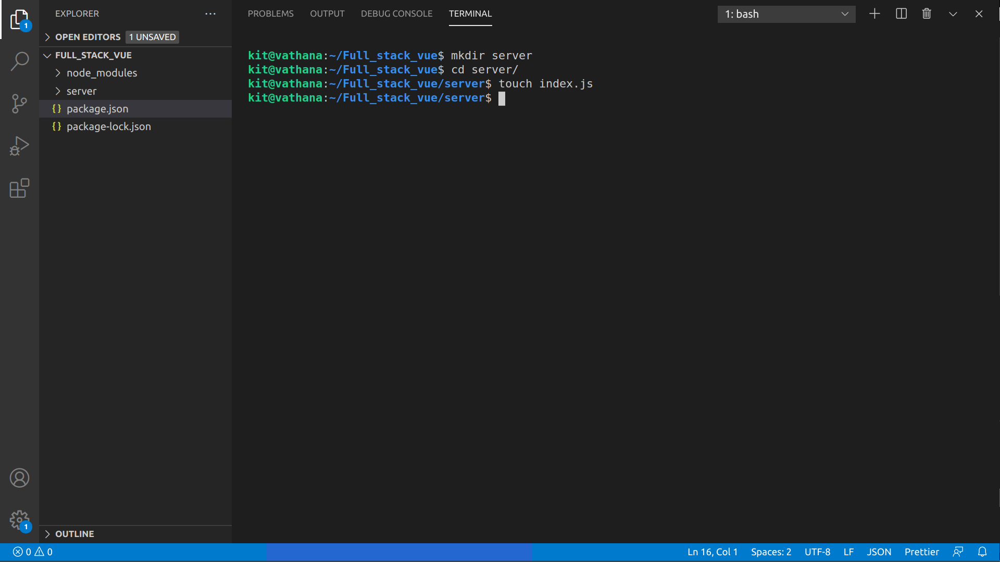 EXPLORER
1
OPEN EDITORS 1 UNSAVED
FULL_STACK_VUE
node_modules
server
{} package.json
{} package-lock.json
OUTLINE
1
PROBLEMS OUTPUT DEBUG CONSOLE TERMINAL 1: bash
kit@vathana:~/Full_stack_vue$ mkdir server
kit@vathana:~/Full_stack_vue$ cd server/
kit@vathana:~/Full_stack_vue/server$ touch index.js
kit@vathana:~/Full_stack_vue/server$
0 0 Ln 16, Col 1 Spaces: 2 UTF-8 LF JSON Prettier